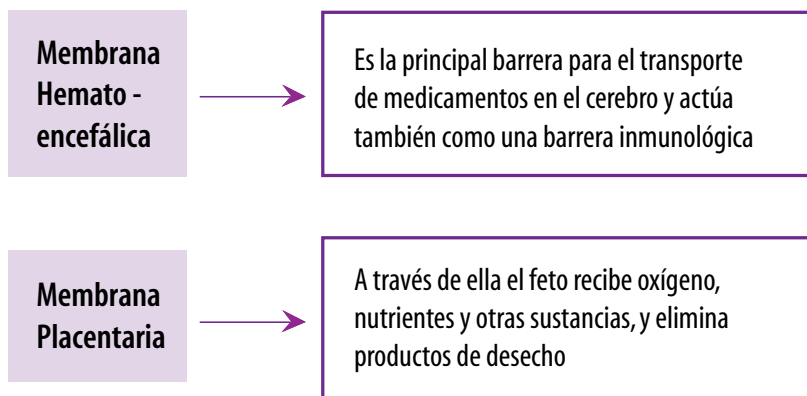 Membrana
Hemato -
encefálica
Es la principal barrera para el transporte
de medicamentos en el cerebro y actúa
también como una barrera inmunológica
Membrana
Placentaria
A través de ella el feto recibe oxígeno,
nutrientes y otras sustancias, y elimina
productos de desecho